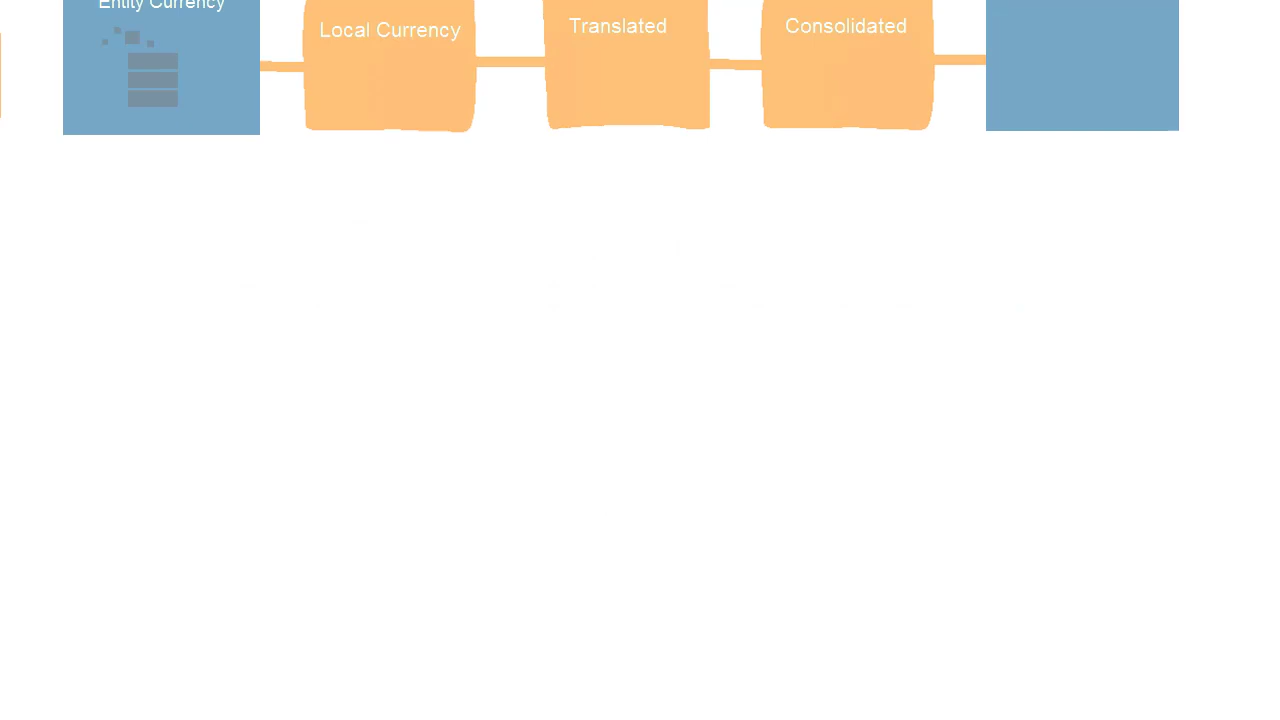 Entity Currency
Local Currency
Translated
Consolidated